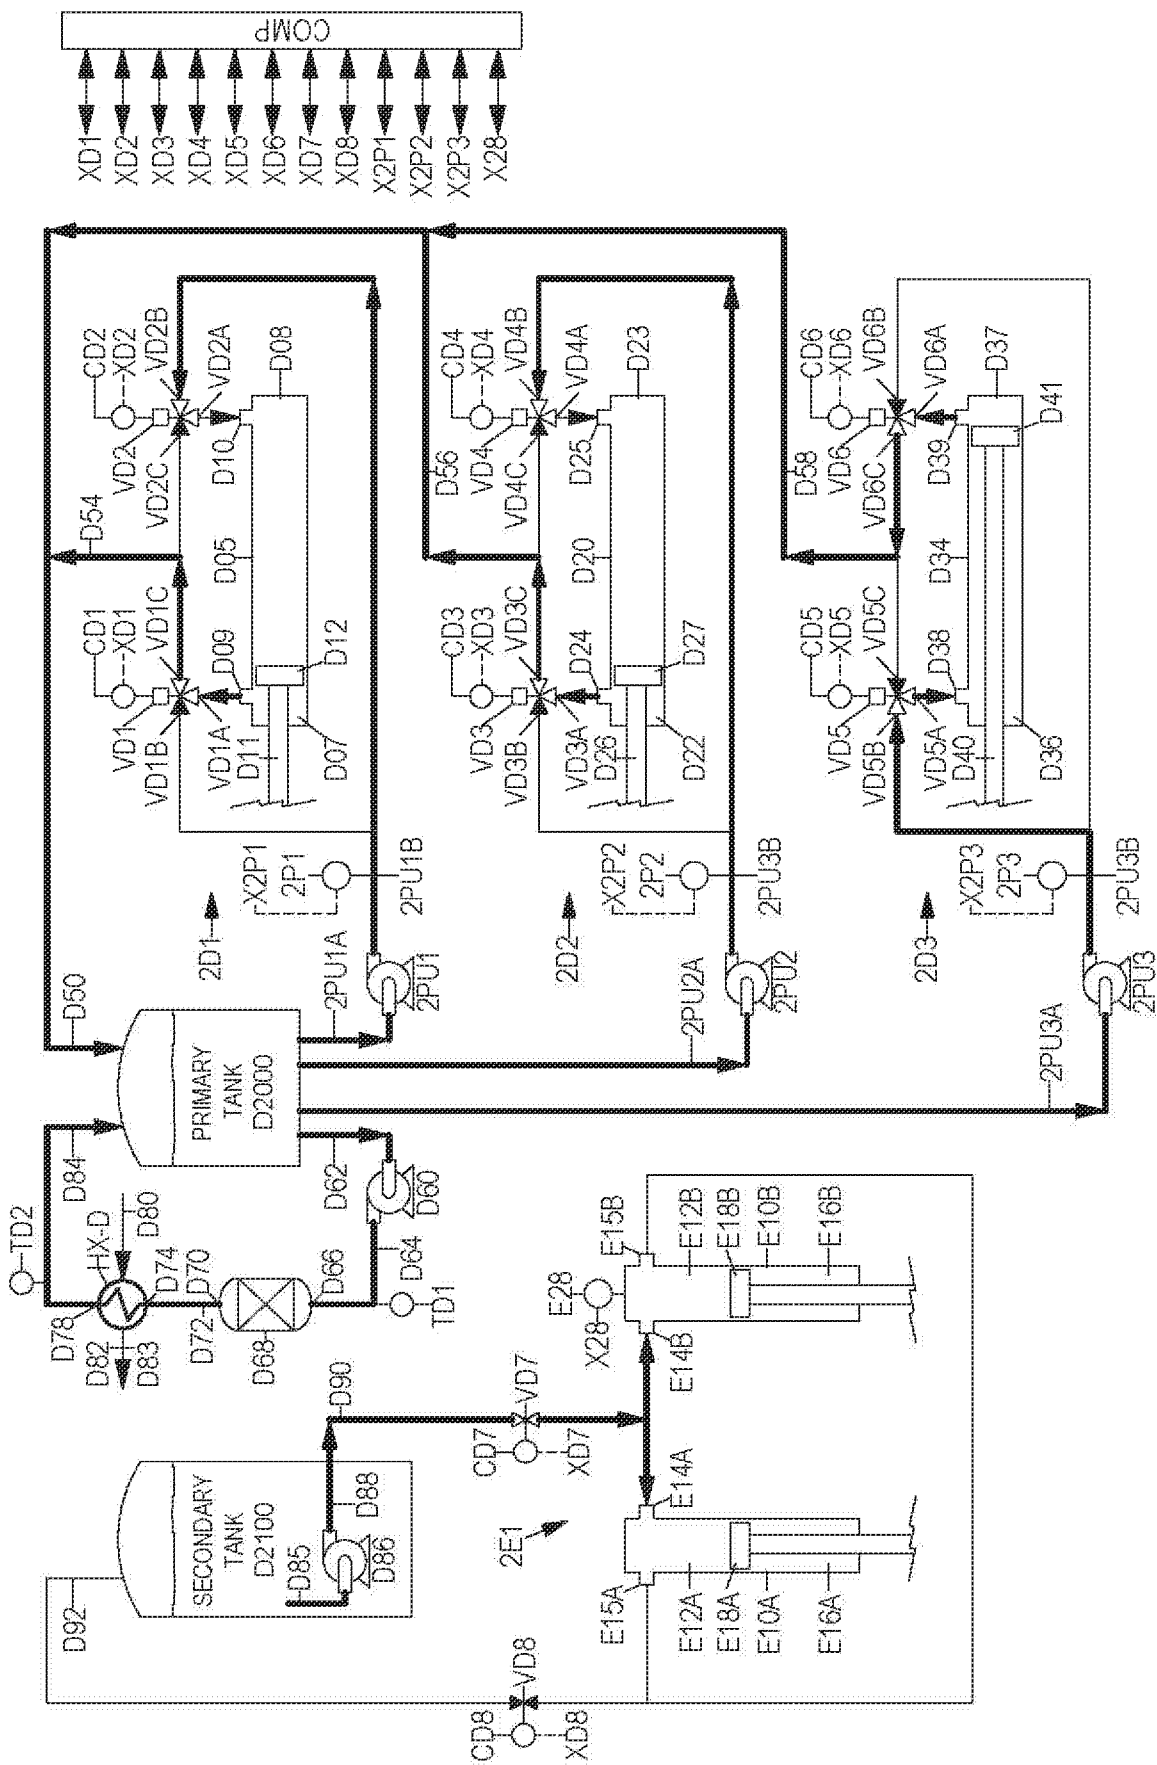 COMP
XD1
XD2
XD3
XD4
XD5
XD6
XD7
XD8
X2P1
X2P2
X2P3
X28
CD2
XD2
VD2B
VD2A
D08
VD2
VD2C
D10
D54
D05
CD1
XD1
VD1C
D09
D12
VD1
VD1B
VD1A
D11
D07
X2P1
2P1
2PU1B
2D1
2PU1A
2PU1
CD4
XD4
VD4B
VD4A
D23
D56
VD4
VD4C
D25
D20
CD3
XD3
VD3C
D24
D27
VD3
VD3B
VD3A
D26
D22
X2P2
2P2
2PU3B
2D2
2PU2A
2PU2
CD6
XD6
VD6B
VD6A
D37
D41
D58
VD6
VD6C
D39
D34
CD5
XD5
VD5C
D38
VD5
VD5B
VD5A
D40
D36
X2P3
2P3
2PU3B
2D3
2PU3A
2PU3
D50
PRIMARY
TANK
D2000
D84
D62
D60
TD2
HX-D
D80
D74
D70
D66
D64
D78
D82
D83
D72
D68
TD1
D90
SECONDARY
TANK
D2100
D88
D85
D86
D92
CD7
VD7
XD7
2E1
E28
X28
E15B
E14B
E12B
E18B
E10B
E16B
E14A
E15A
E12A
E18A
E10A
E16A
CD8
VD8
XD8